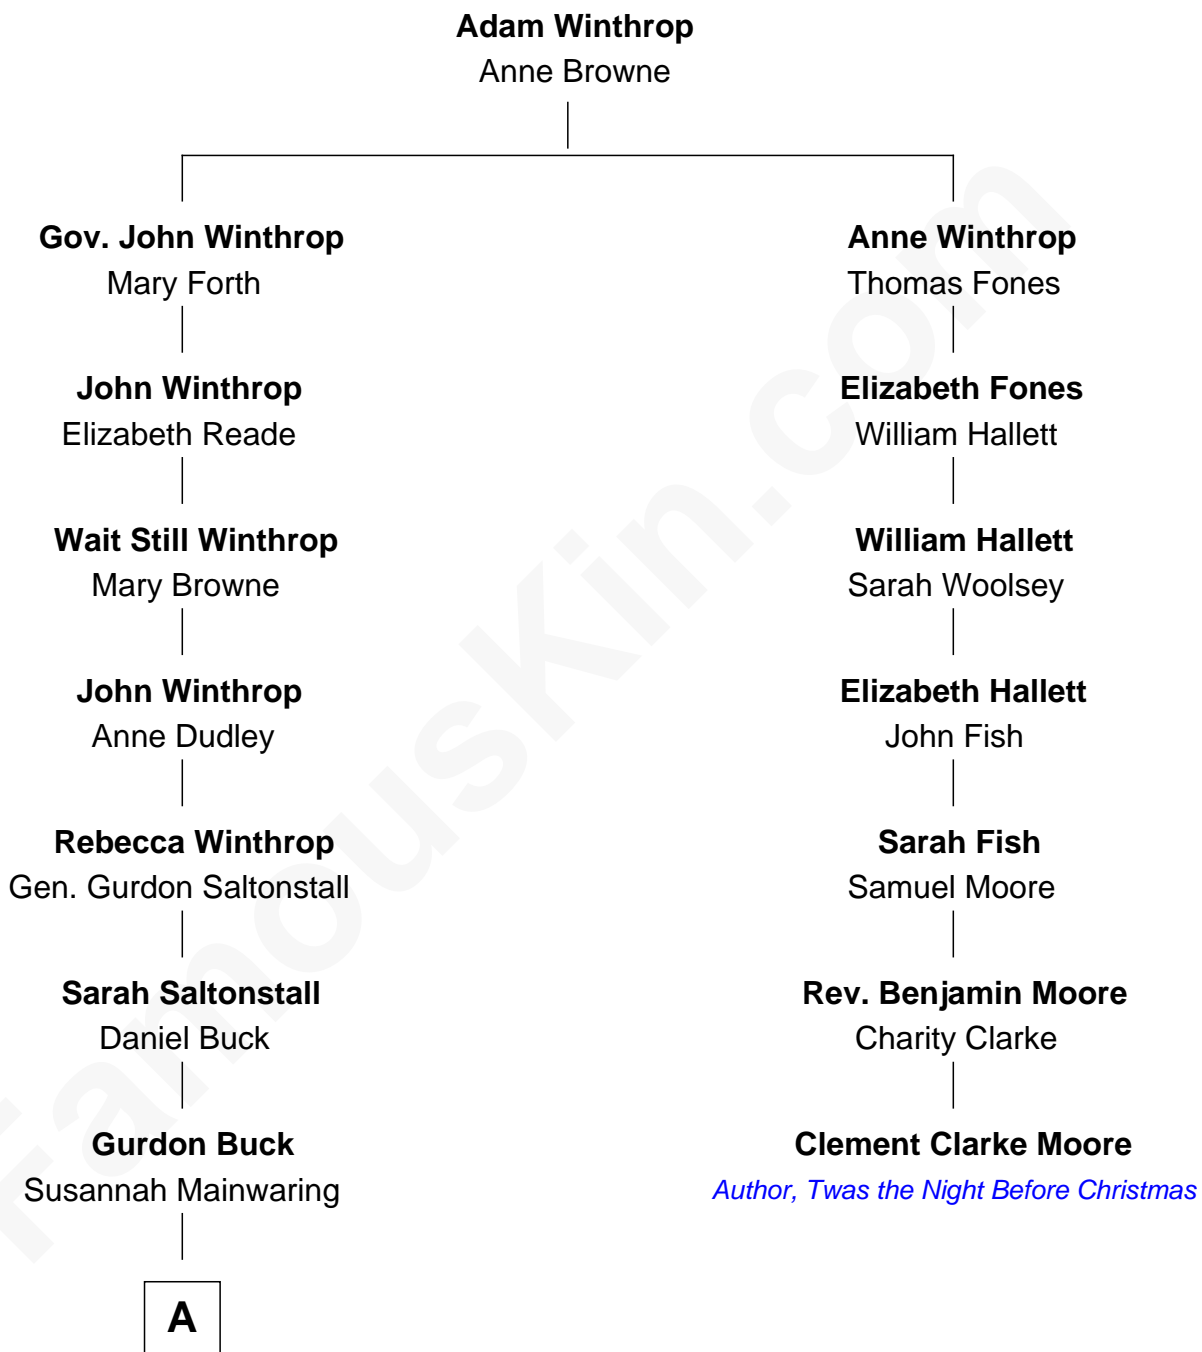 Adam Winthrop
Anne Browne
Gov. John Winthrop
Mary Forth
Anne Winthrop
Thomas Fones
John Winthrop
Elizabeth Reade
Elizabeth Fones
William Hallett
Wait Still Winthrop
Mary Browne
William Hallett
Sarah Woolsey
John Winthrop
Anne Dudley
Elizabeth Hallett
John Fish
Rebecca Winthrop
Gen. Gurdon Saltonstall
Sarah Fish
Samuel Moore
Sarah Saltonstall
Daniel Buck
Rev. Benjamin Moore
Charity Clarke
Gurdon Buck
Susannah Mainwaring
Clement Clarke Moore
Author, Twas the Night Before Christmas
A
FamousKin.com